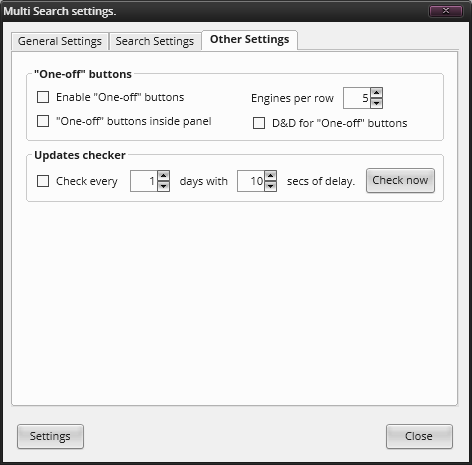 Multi Search settings.
General Settings Search Settings Other Settings
"One-off" buttons
Enable "One-off" buttons Engines per row 5
"One-off" buttons inside panel D&D for "One-off" buttons
Updates checker
Check every 1 days with 10 secs of delay. Check now
Settings Close